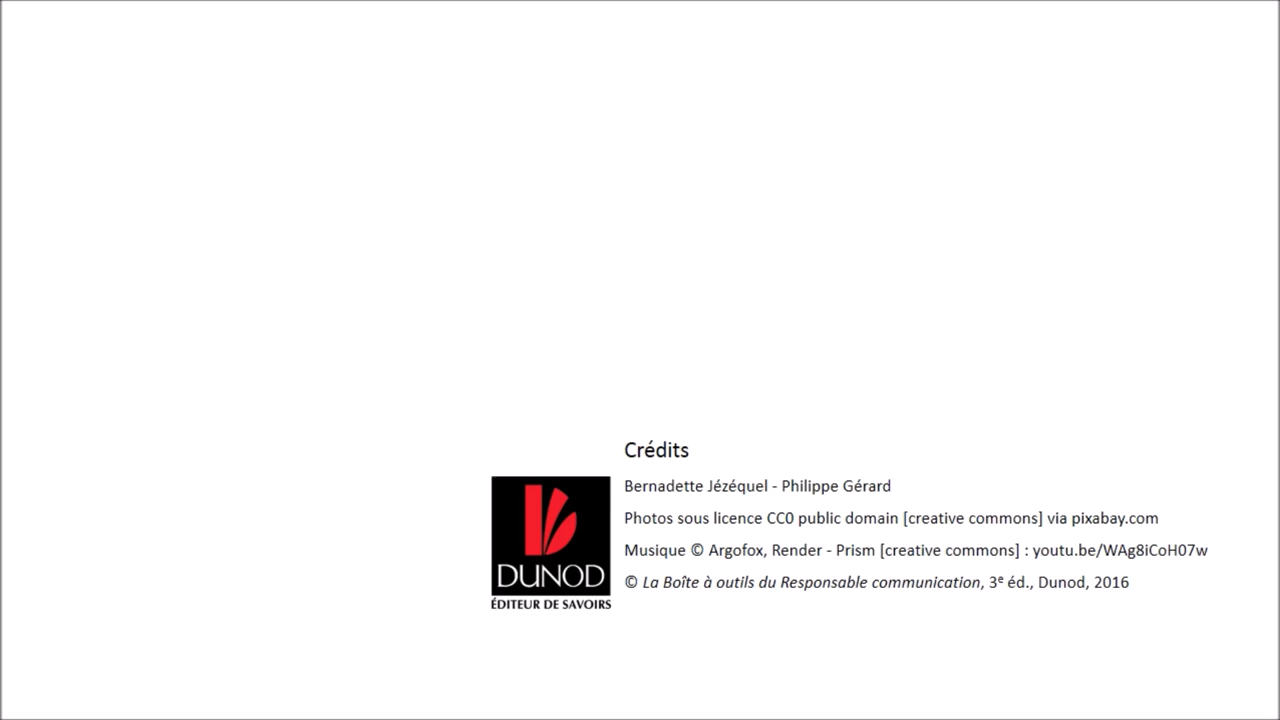 Crédits
Bernadette Jézéquel - Philippe Gérard
Photos sous licence CC0 public domain [creative commons] via pixabay.com
Musique © Argofox, Render - Prism [creative commons] : youtu.be/WAg8iCoH07w
© La Boîte à outils du Responsable communication, 3e éd., Dunod, 2016
DUNOD
ÉDITEUR DE SAVOIRS